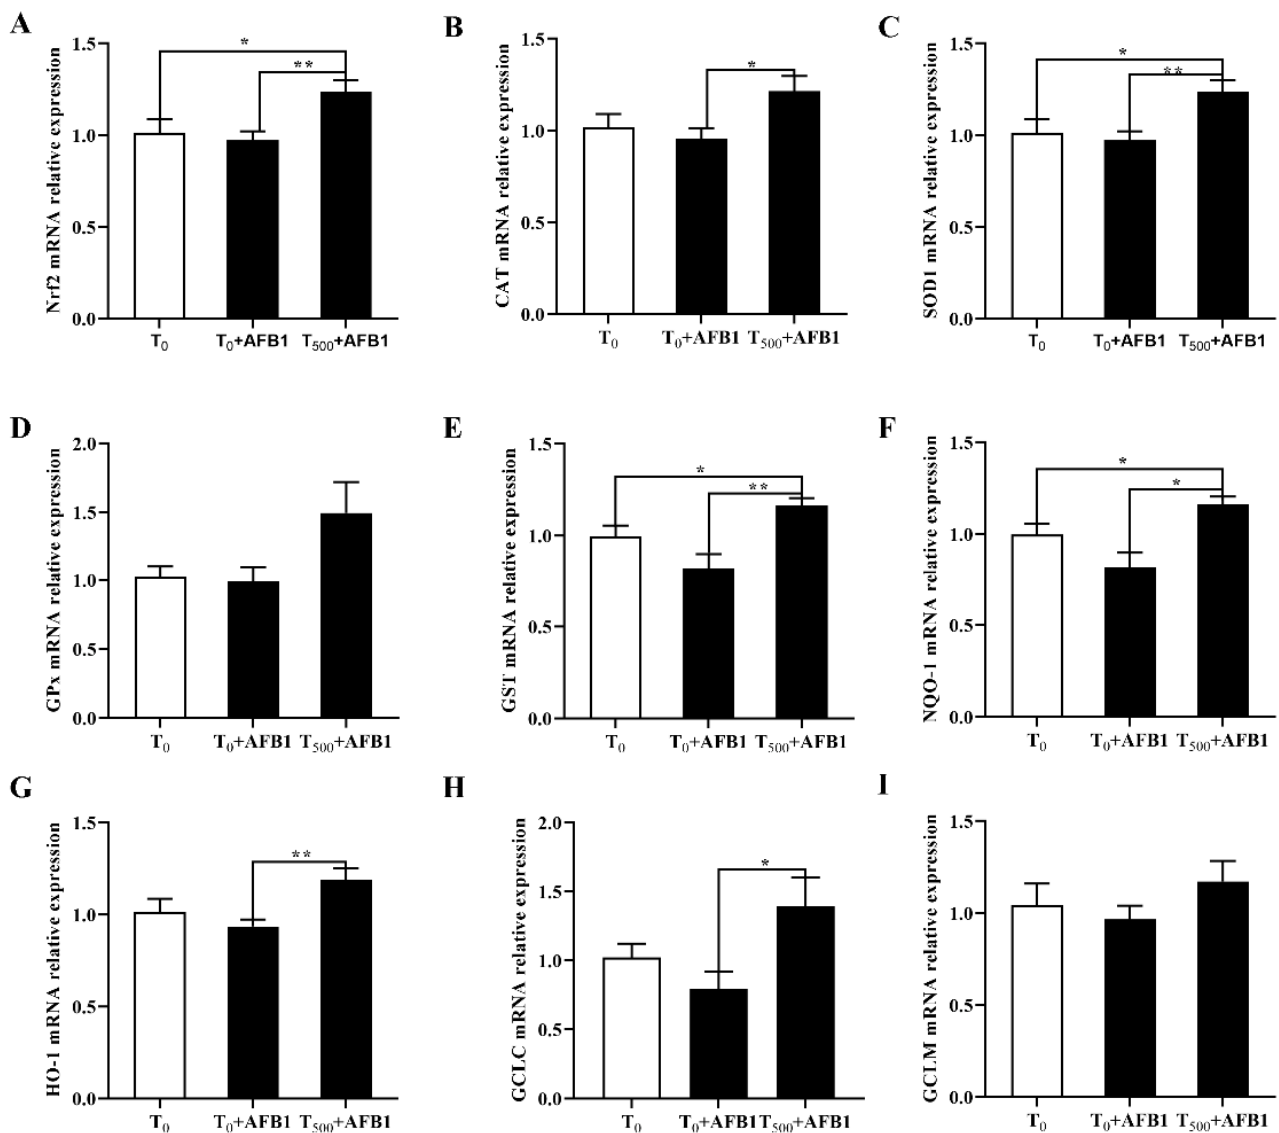 A
Nrf2 mRNA relative expression
1.5
1.0
0.5
0.0
*
**
T₀
T₀+AFB1
T₅₀₀+AFB1
B
CAT mRNA relative expression
1.5
1.0
0.5
0.0
*
T₀
T₀+AFB1
T₅₀₀+AFB1
C
SOD1 mRNA relative expression
1.5
1.0
0.5
0.0
*
**
T₀
T₀+AFB1
T₅₀₀+AFB1
D
GPx mRNA relative expression
2.0
1.5
1.0
0.5
0.0
T₀
T₀+AFB1
T₅₀₀+AFB1
E
GST mRNA relative expression
1.5
1.0
0.5
0.0
*
**
T₀
T₀+AFB1
T₅₀₀+AFB1
F
NQO-1 mRNA relative expression
1.5
1.0
0.5
0.0
*
*
T₀
T₀+AFB1
T₅₀₀+AFB1
G
HO-1 mRNA relative expression
1.5
1.0
0.5
0.0
**
T₀
T₀+AFB1
T₅₀₀+AFB1
H
GCLC mRNA relative expression
2.0
1.5
1.0
0.5
0.0
*
T₀
T₀+AFB1
T₅₀₀+AFB1
I
GCLM mRNA relative expression
1.5
1.0
0.5
0.0
T₀
T₀+AFB1
T₅₀₀+AFB1